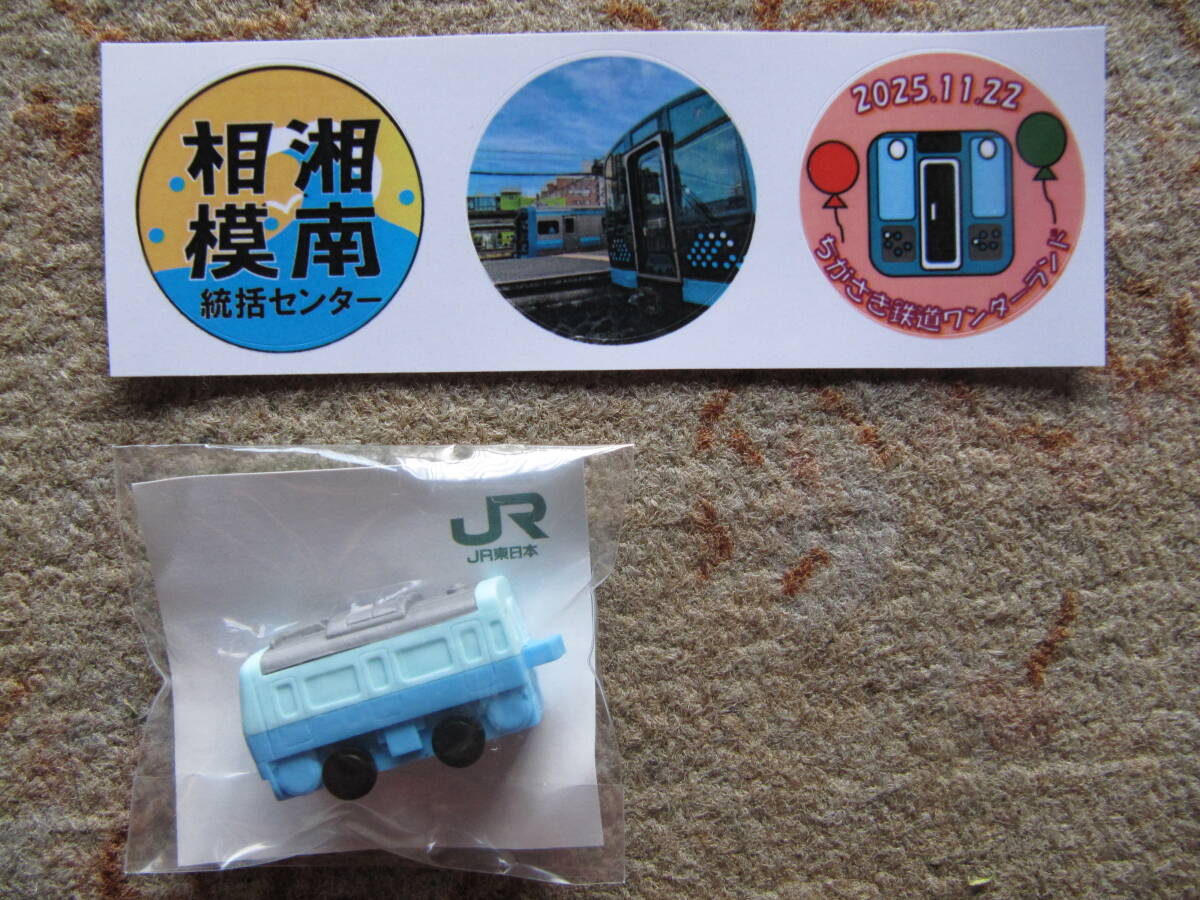 相湘
模南
統括センター
2025.11.22
ちがさき鉄道ワンダーランド
JR
JR東日本